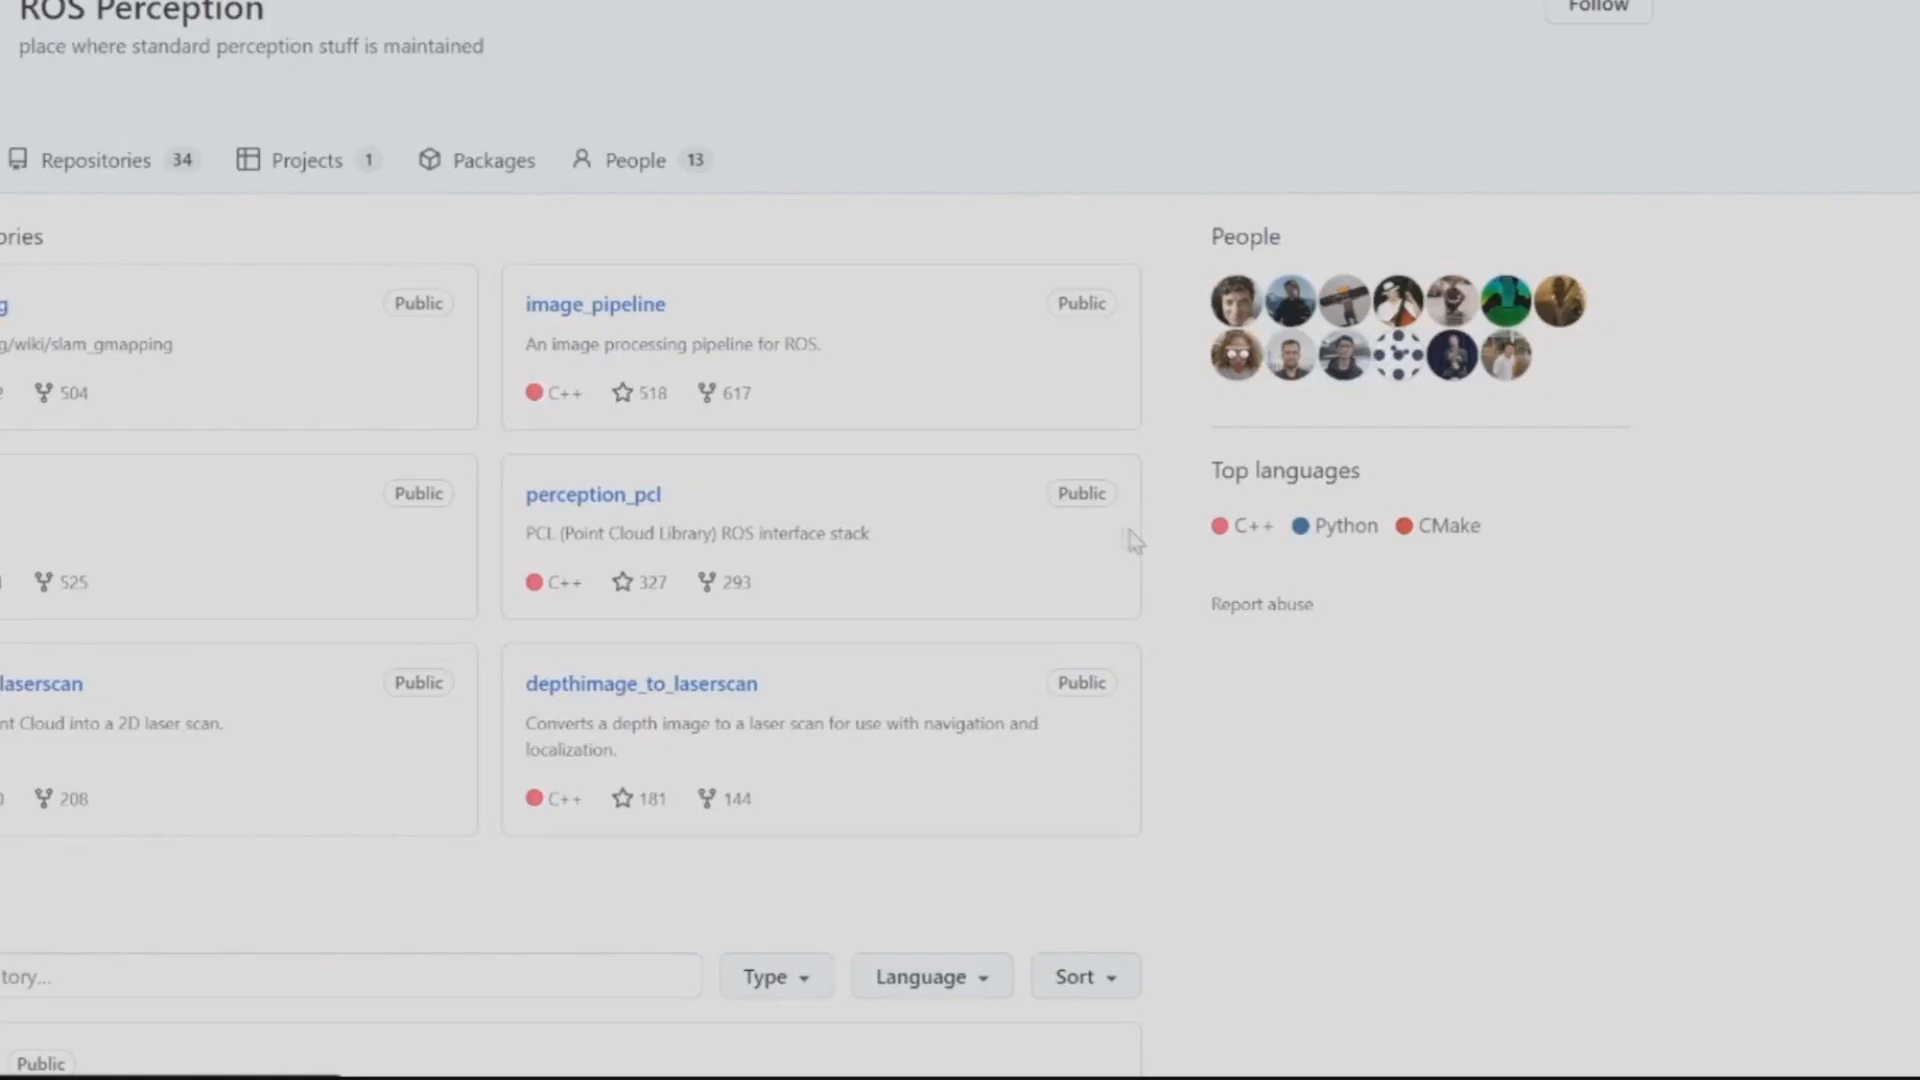 ROS Perception
Follow
place where standard perception stuff is maintained
Repositories 34
Projects 1
Packages
People 13
ories
People
g
Public
g/wiki/slam_gmapping
504
image_pipeline
Public
An image processing pipeline for ROS.
C++ 518 617
Public
525
perception_pcl
Public
PCL (Point Cloud Library) ROS interface stack
C++ 327 293
Top languages
C++ Python CMake
Report abuse
laserscan
Public
nt Cloud into a 2D laser scan.
208
depthimage_to_laserscan
Public
Converts a depth image to a laser scan for use with navigation and
localization.
C++ 181 144
tory...
Type
Language
Sort
Public